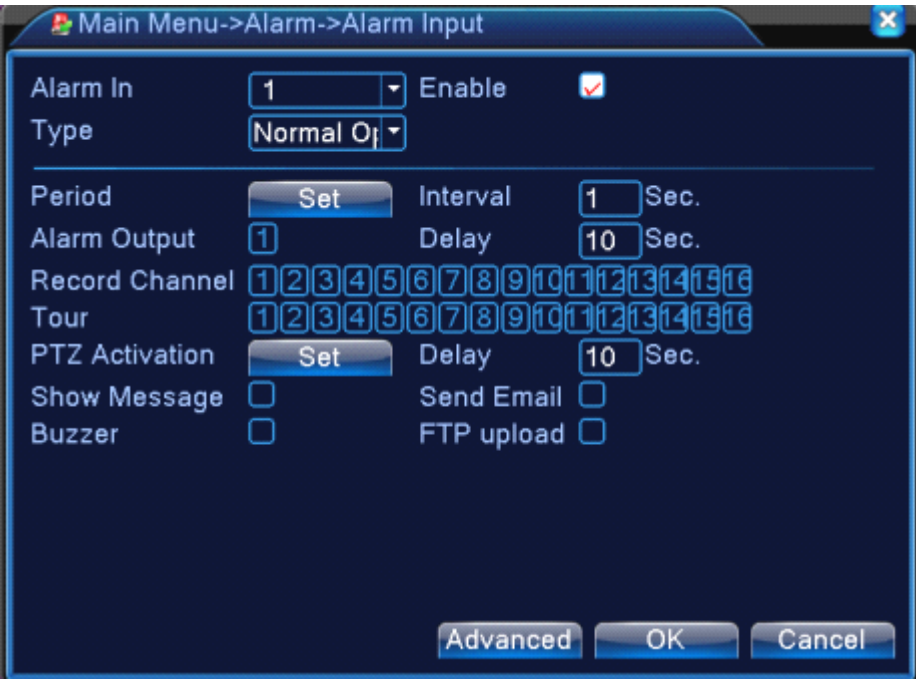 Main Menu->Alarm->Alarm Input
Alarm In 1 Enable
Type Normal Op
Period Set Interval 1 Sec.
Alarm Output 1 Delay 10 Sec.
Record Channel 1 2 3 4 5 6 7 8 9 10 11 12 13 14 15 16
Tour 1 2 3 4 5 6 7 8 9 10 11 12 13 14 15 16
PTZ Activation Set Delay 10 Sec.
Show Message Send Email
Buzzer FTP upload
Advanced OK Cancel